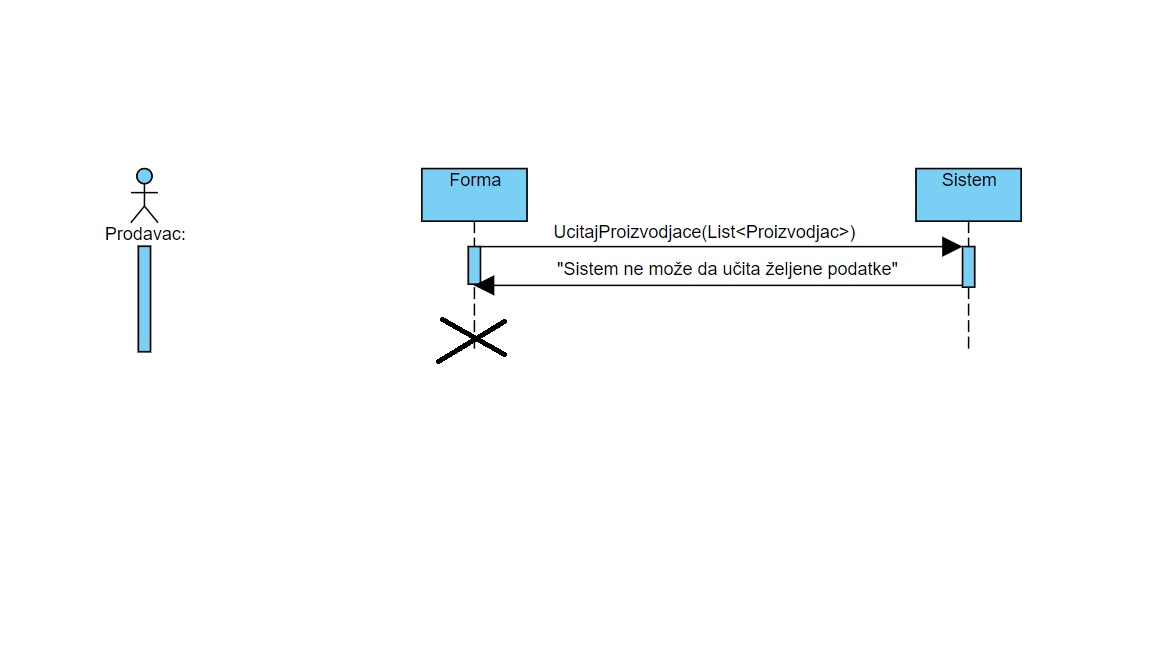 Forma
Sistem
Prodavac:
UcitajProizvodjace(List<Proizvodjac>)
"Sistem ne može da učita željene podatke"